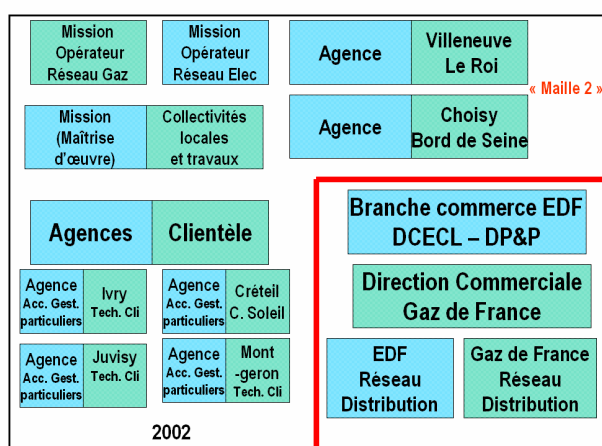 Mission
Opérateur
Réseau Gaz
Mission
Opérateur
Réseau Elec
Agence
Villeneuve
Le Roi
« Maille 2 »
Mission
(Maîtrise
d'œuvre)
Collectivités
locales
et travaux
Agence
Choisy
Bord de Seine
Agences
Clientèle
Branche commerce EDF
DCECL – DP&P
Direction Commerciale
Gaz de France
Agence
Acc. Gest.
particuliers
Ivry
Tech. Cli
Agence
Acc. Gest.
particuliers
Créteil
C. Soleil
Agence
Acc. Gest.
particuliers
Juvisy
Tech. Cli
Agence
Acc. Gest.
particuliers
Mont
-geron
Tech. Cli
EDF
Réseau
Distribution
Gaz de France
Réseau
Distribution
2002